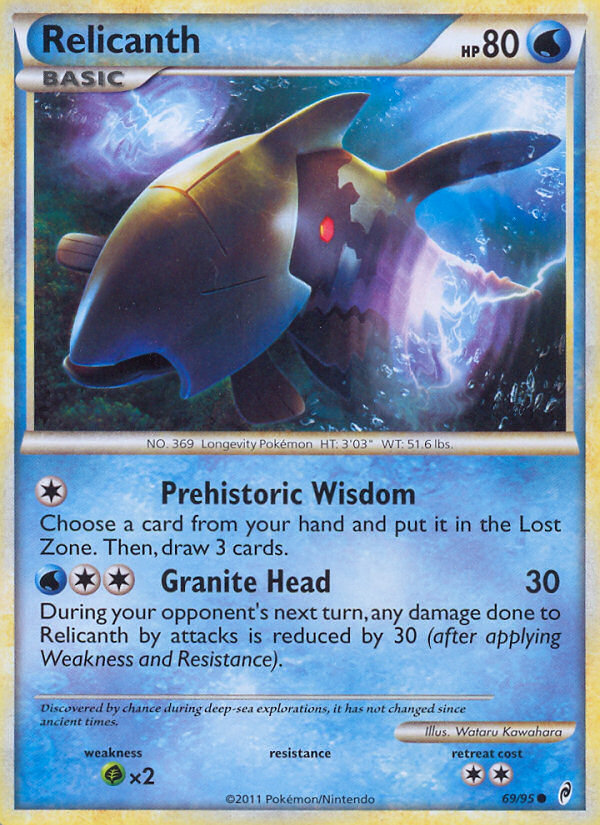 Relicanth
HP 80
BASIC
NO. 369 Longevity Pokémon HT: 3'03" WT: 51.6 lbs.
Prehistoric Wisdom
Choose a card from your hand and put it in the Lost
Zone. Then, draw 3 cards.
Granite Head 30
During your opponent's next turn, any damage done to
Relicanth by attacks is reduced by 30 (after applying
Weakness and Resistance).
Discovered by chance during deep-sea explorations, it has not changed since
ancient times.
Illus. Wataru Kawahara
weakness resistance retreat cost
×2
©2011 Pokémon/Nintendo 69/95